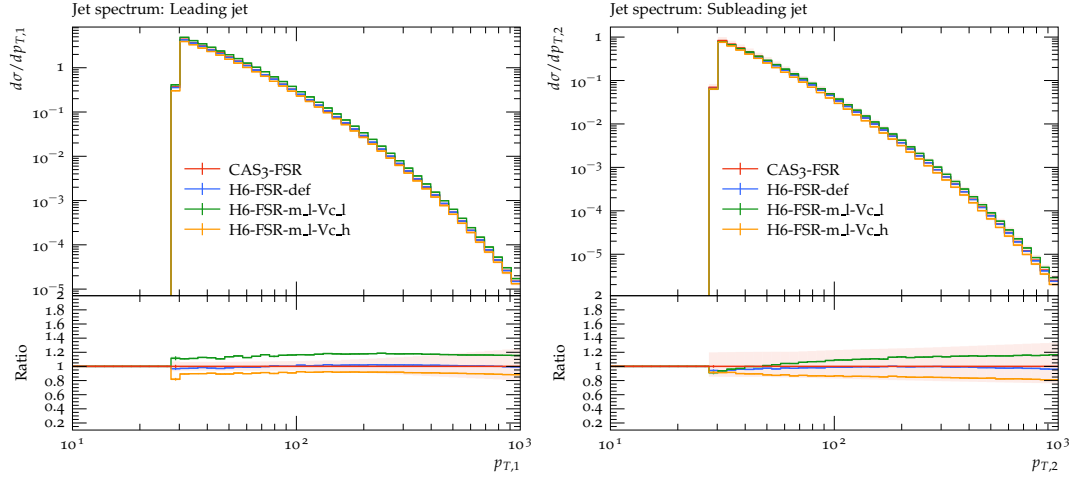 Jet spectrum: Leading jet
dσ/dp_{T,1}
1
10^{−1}
10^{−2}
10^{−3}
10^{−4}
10^{−5}
CAS3-FSR
H6-FSR-def
H6-FSR-m_l-Vc_l
H6-FSR-m_l-Vc_h
2
1.8
1.6
1.4
1.2
1
0.8
0.6
0.4
0.2
Ratio
10^1
10^2
10^3
p_{T,1}
Jet spectrum: Subleading jet
dσ/dp_{T,2}
1
10^{−1}
10^{−2}
10^{−3}
10^{−4}
10^{−5}
CAS3-FSR
H6-FSR-def
H6-FSR-m_l-Vc_l
H6-FSR-m_l-Vc_h
2
1.8
1.6
1.4
1.2
1
0.8
0.6
0.4
0.2
Ratio
10^1
10^2
10^3
p_{T,2}